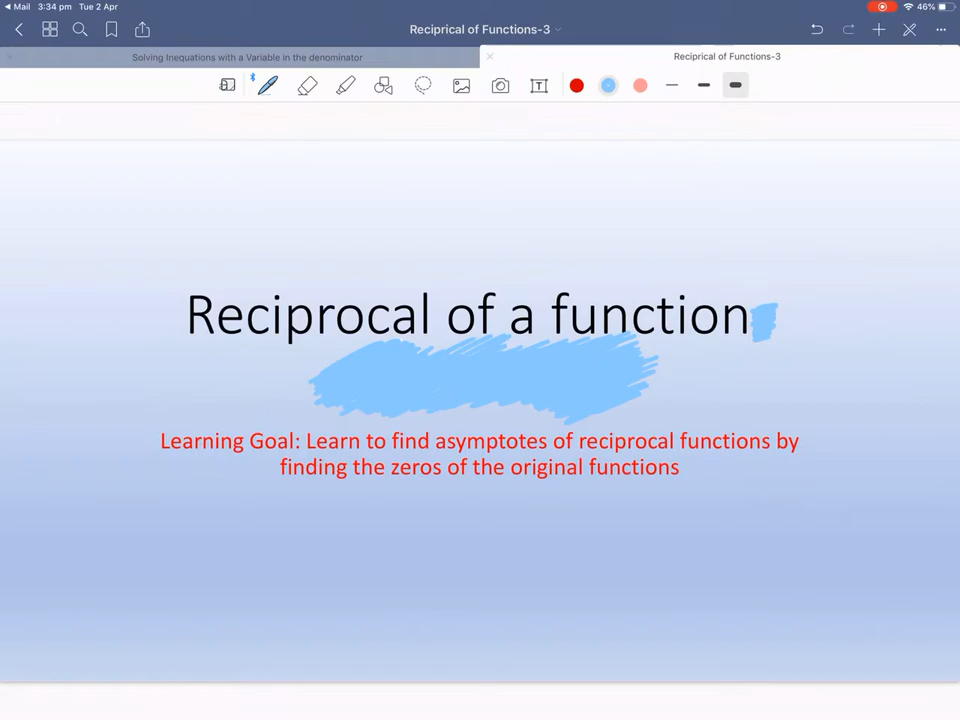 Mail 3:34 pm Tue 2 Apr 46%
Reciprical of Functions-3
Solving Inequations with a Variable in the denominator
Reciprical of Functions-3
T
Reciprocal of a function
Learning Goal: Learn to find asymptotes of reciprocal functions by
finding the zeros of the original functions